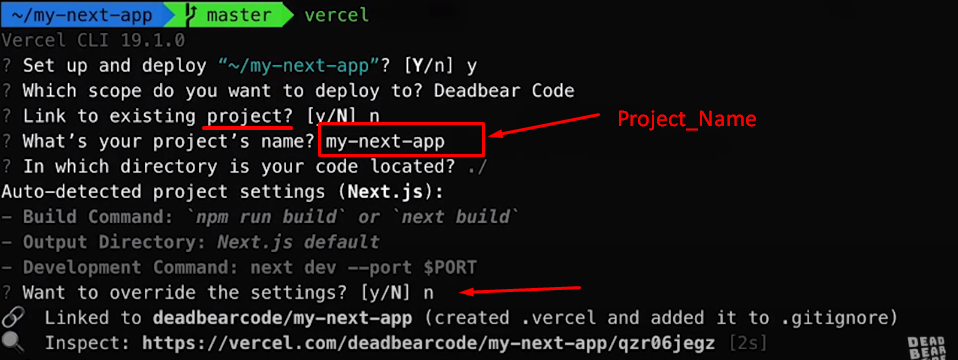 ~/my-next-app master vercel
Vercel CLI 19.1.0
? Set up and deploy “~/my-next-app”? [Y/n] y
? Which scope do you want to deploy to? Deadbear Code
? Link to existing project? [y/N] n
Project_Name
? What’s your project’s name? my-next-app
? In which directory is your code located? ./
Auto-detected project settings (Next.js):
- Build Command: `npm run build` or `next build`
- Output Directory: Next.js default
- Development Command: next dev --port $PORT
? Want to override the settings? [y/N] n
Linked to deadbearcode/my-next-app (created .vercel and added it to .gitignore)
Inspect: https://vercel.com/deadbearcode/my-next-app/qzr06jegz [2s]
DEAD
BEAR